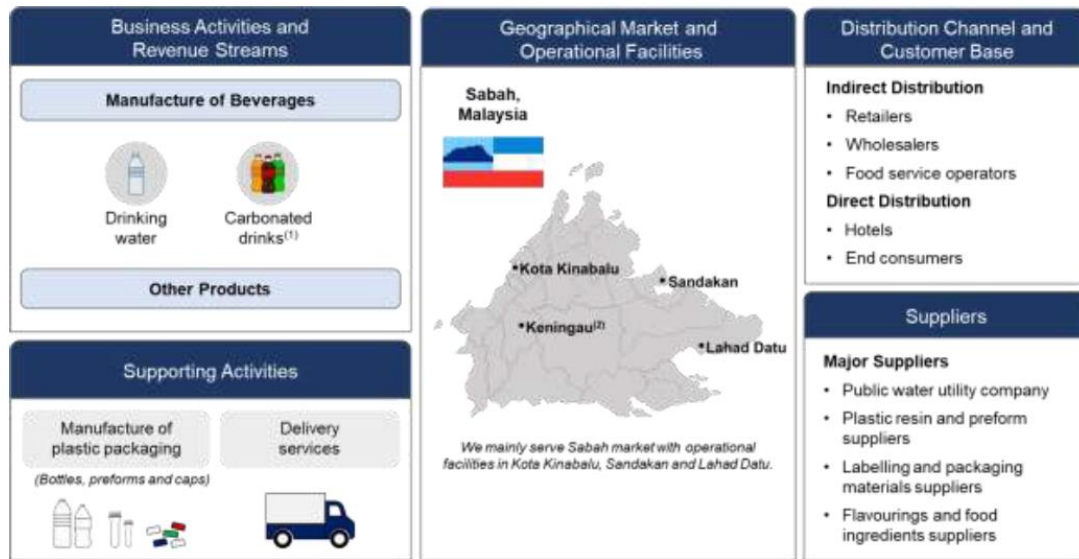 Business Activities and
Revenue Streams
Manufacture of Beverages
Drinking
water
Carbonated
drinks(1)
Other Products
Supporting Activities
Manufacture of
plastic packaging
(Bottles, preforms and caps)
Delivery
services
Geographical Market and
Operational Facilities
Sabah,
Malaysia
Kota Kinabalu
Sandakan
Keningau(2)
Lahad Datu
We mainly serve Sabah market with operational
facilities in Kota Kinabalu, Sandakan and Lahad Datu.
Distribution Channel and
Customer Base
Indirect Distribution
• Retailers
• Wholesalers
• Food service operators
Direct Distribution
• Hotels
• End consumers
Suppliers
Major Suppliers
• Public water utility company
• Plastic resin and preform
suppliers
• Labelling and packaging
materials suppliers
• Flavourings and food
ingredients suppliers